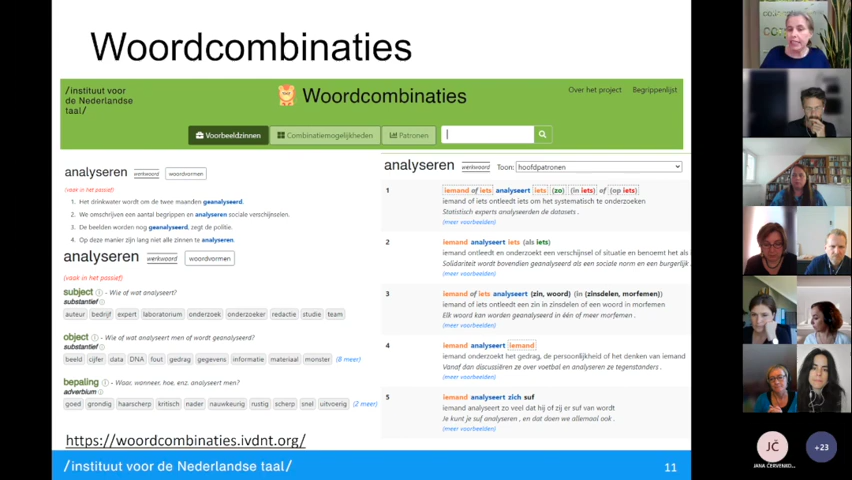 Woordcombinaties
/instituut voor
de Nederlandse
taal/
Woordcombinaties
Over het project
Begrippenlijst
Voorbeeldzinnen
Combinatiemogelijkheden
Patronen
analyseren werkwoord woordvormen
(vaak in het passief)
1. Het drinkwater wordt om de twee maanden geanalyseerd.
2. We omschrijven een aantal begrippen en analyseren sociale verschijnselen.
3. De beelden worden nog geanalyseerd, zegt de politie.
4. Op deze manier zijn lang niet alle zinnen te analyseren.
analyseren werkwoord woordvormen
(vaak in het passief)
subject - Wie of wat analyseert?
substantief
auteur bedrijf expert laboratorium onderzoek onderzoeker redactie studie team
object - Wie of wat analyseert men of wordt geanalyseerd?
substantief
beeld cijfer data DNA fout gedrag gegevens informatie materiaal monster (8 meer)
bepaling - Waar, wanneer, hoe, enz. analyseert men?
adverbium
goed grondig haarscherp kritisch nader nauwkeurig rustig scherp snel uitvoerig (2 meer)
analyseren werkwoord Toon: hoofdpatronen
1 iemand of iets analyseert iets (zo) (in iets) of (op iets)
iemand of iets ontleedt iets om het systematisch te onderzoeken
Statistisch experts analyseerden de datasets .
(meer voorbeelden)
2 iemand analyseert iets (als iets)
iemand ontleedt en onderzoekt een verschijnsel of situatie en benoemt het als
Solidariteit wordt bovendien geanalyseerd als een sociale norm en een burgerlijk
(meer voorbeelden)
3 iemand of iets analyseert {zin, woord} (in {zinsdelen, morfemen})
iemand of iets ontleedt een zin in zinsdelen of een woord in morfemen
Elk woord kan worden geanalyseerd in één of meer morfemen .
(meer voorbeelden)
4 iemand analyseert iemand
iemand onderzoekt het gedrag, de persoonlijkheid of het denken van iemand
Vanaf dan discussiëren ze over voetbal en analyseren ze tegenstanders .
(meer voorbeelden)
5 iemand analyseert zich suf
iemand analyseert zo veel dat hij of zij er suf van wordt
Je kunt je suf analyseren , en dat doen we allemaal ook .
(meer voorbeelden)
https://woordcombinaties.ivdnt.org/
/instituut voor de Nederlandse taal/
11
JČ
+23